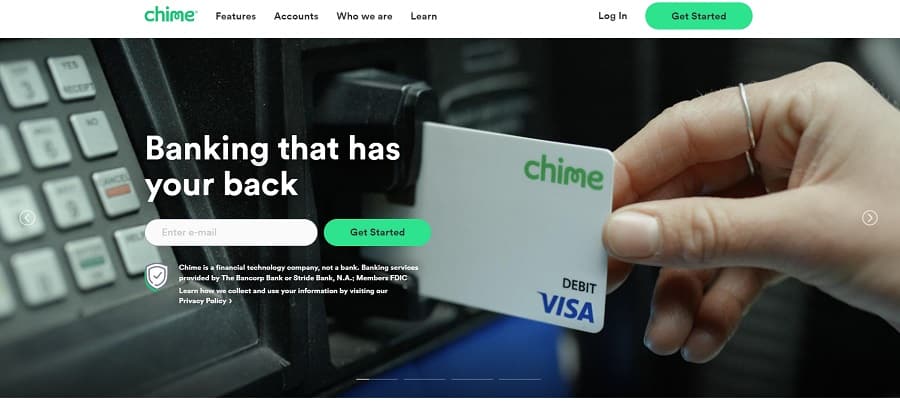 chime
Features
Accounts
Who we are
Learn
Log In
Get Started
YES
RECEIPT
NO
CANCEL
Banking that has
your back
Enter e-mail
Get Started
Chime is a financial technology company, not a bank. Banking services
provided by The Bancorp Bank or Stride Bank, N.A.; Members FDIC
Learn how we collect and use your information by visiting our
Privacy Policy ›
chime
DEBIT
VISA